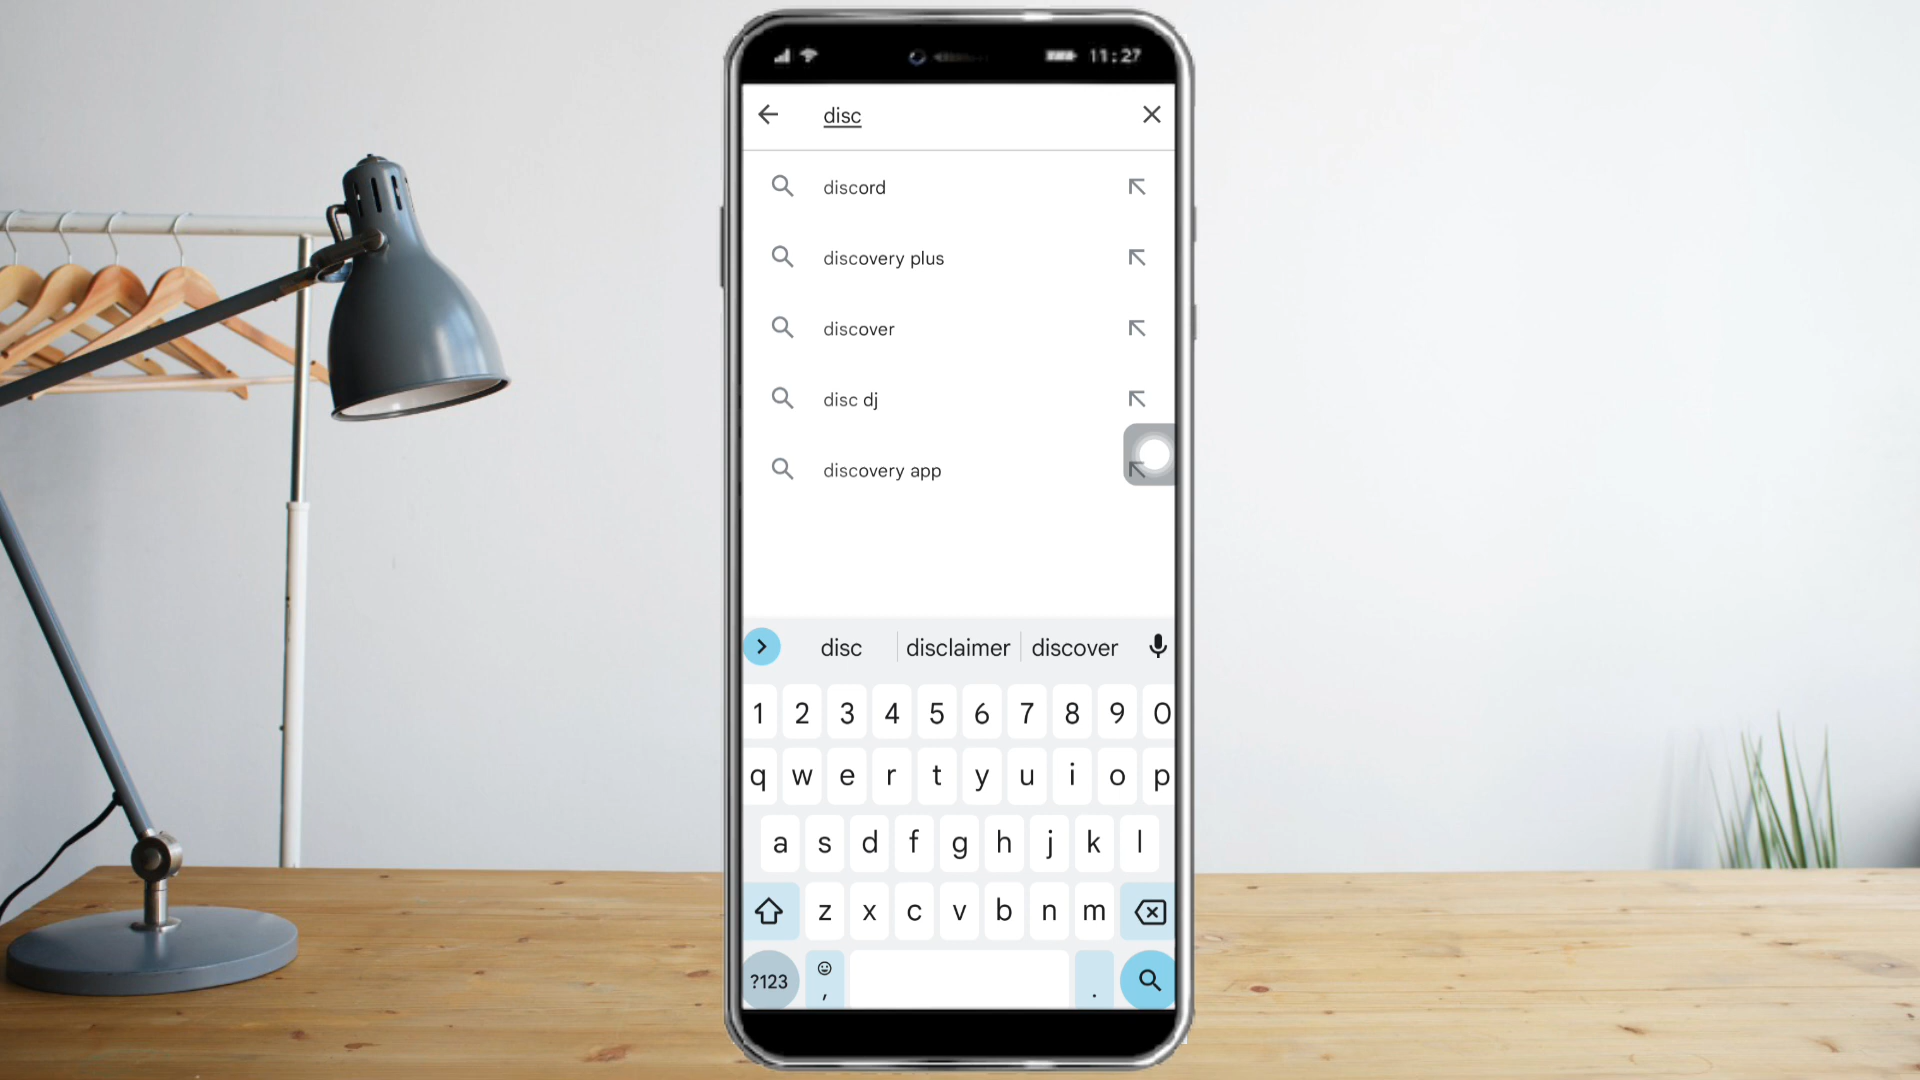 11:27
disc
discord
discovery plus
discover
disc dj
discovery app
disc disclaimer discover
1 2 3 4 5 6 7 8 9 0
q w e r t y u i o p
a s d f g h j k l
z x c v b n m
?123 , .